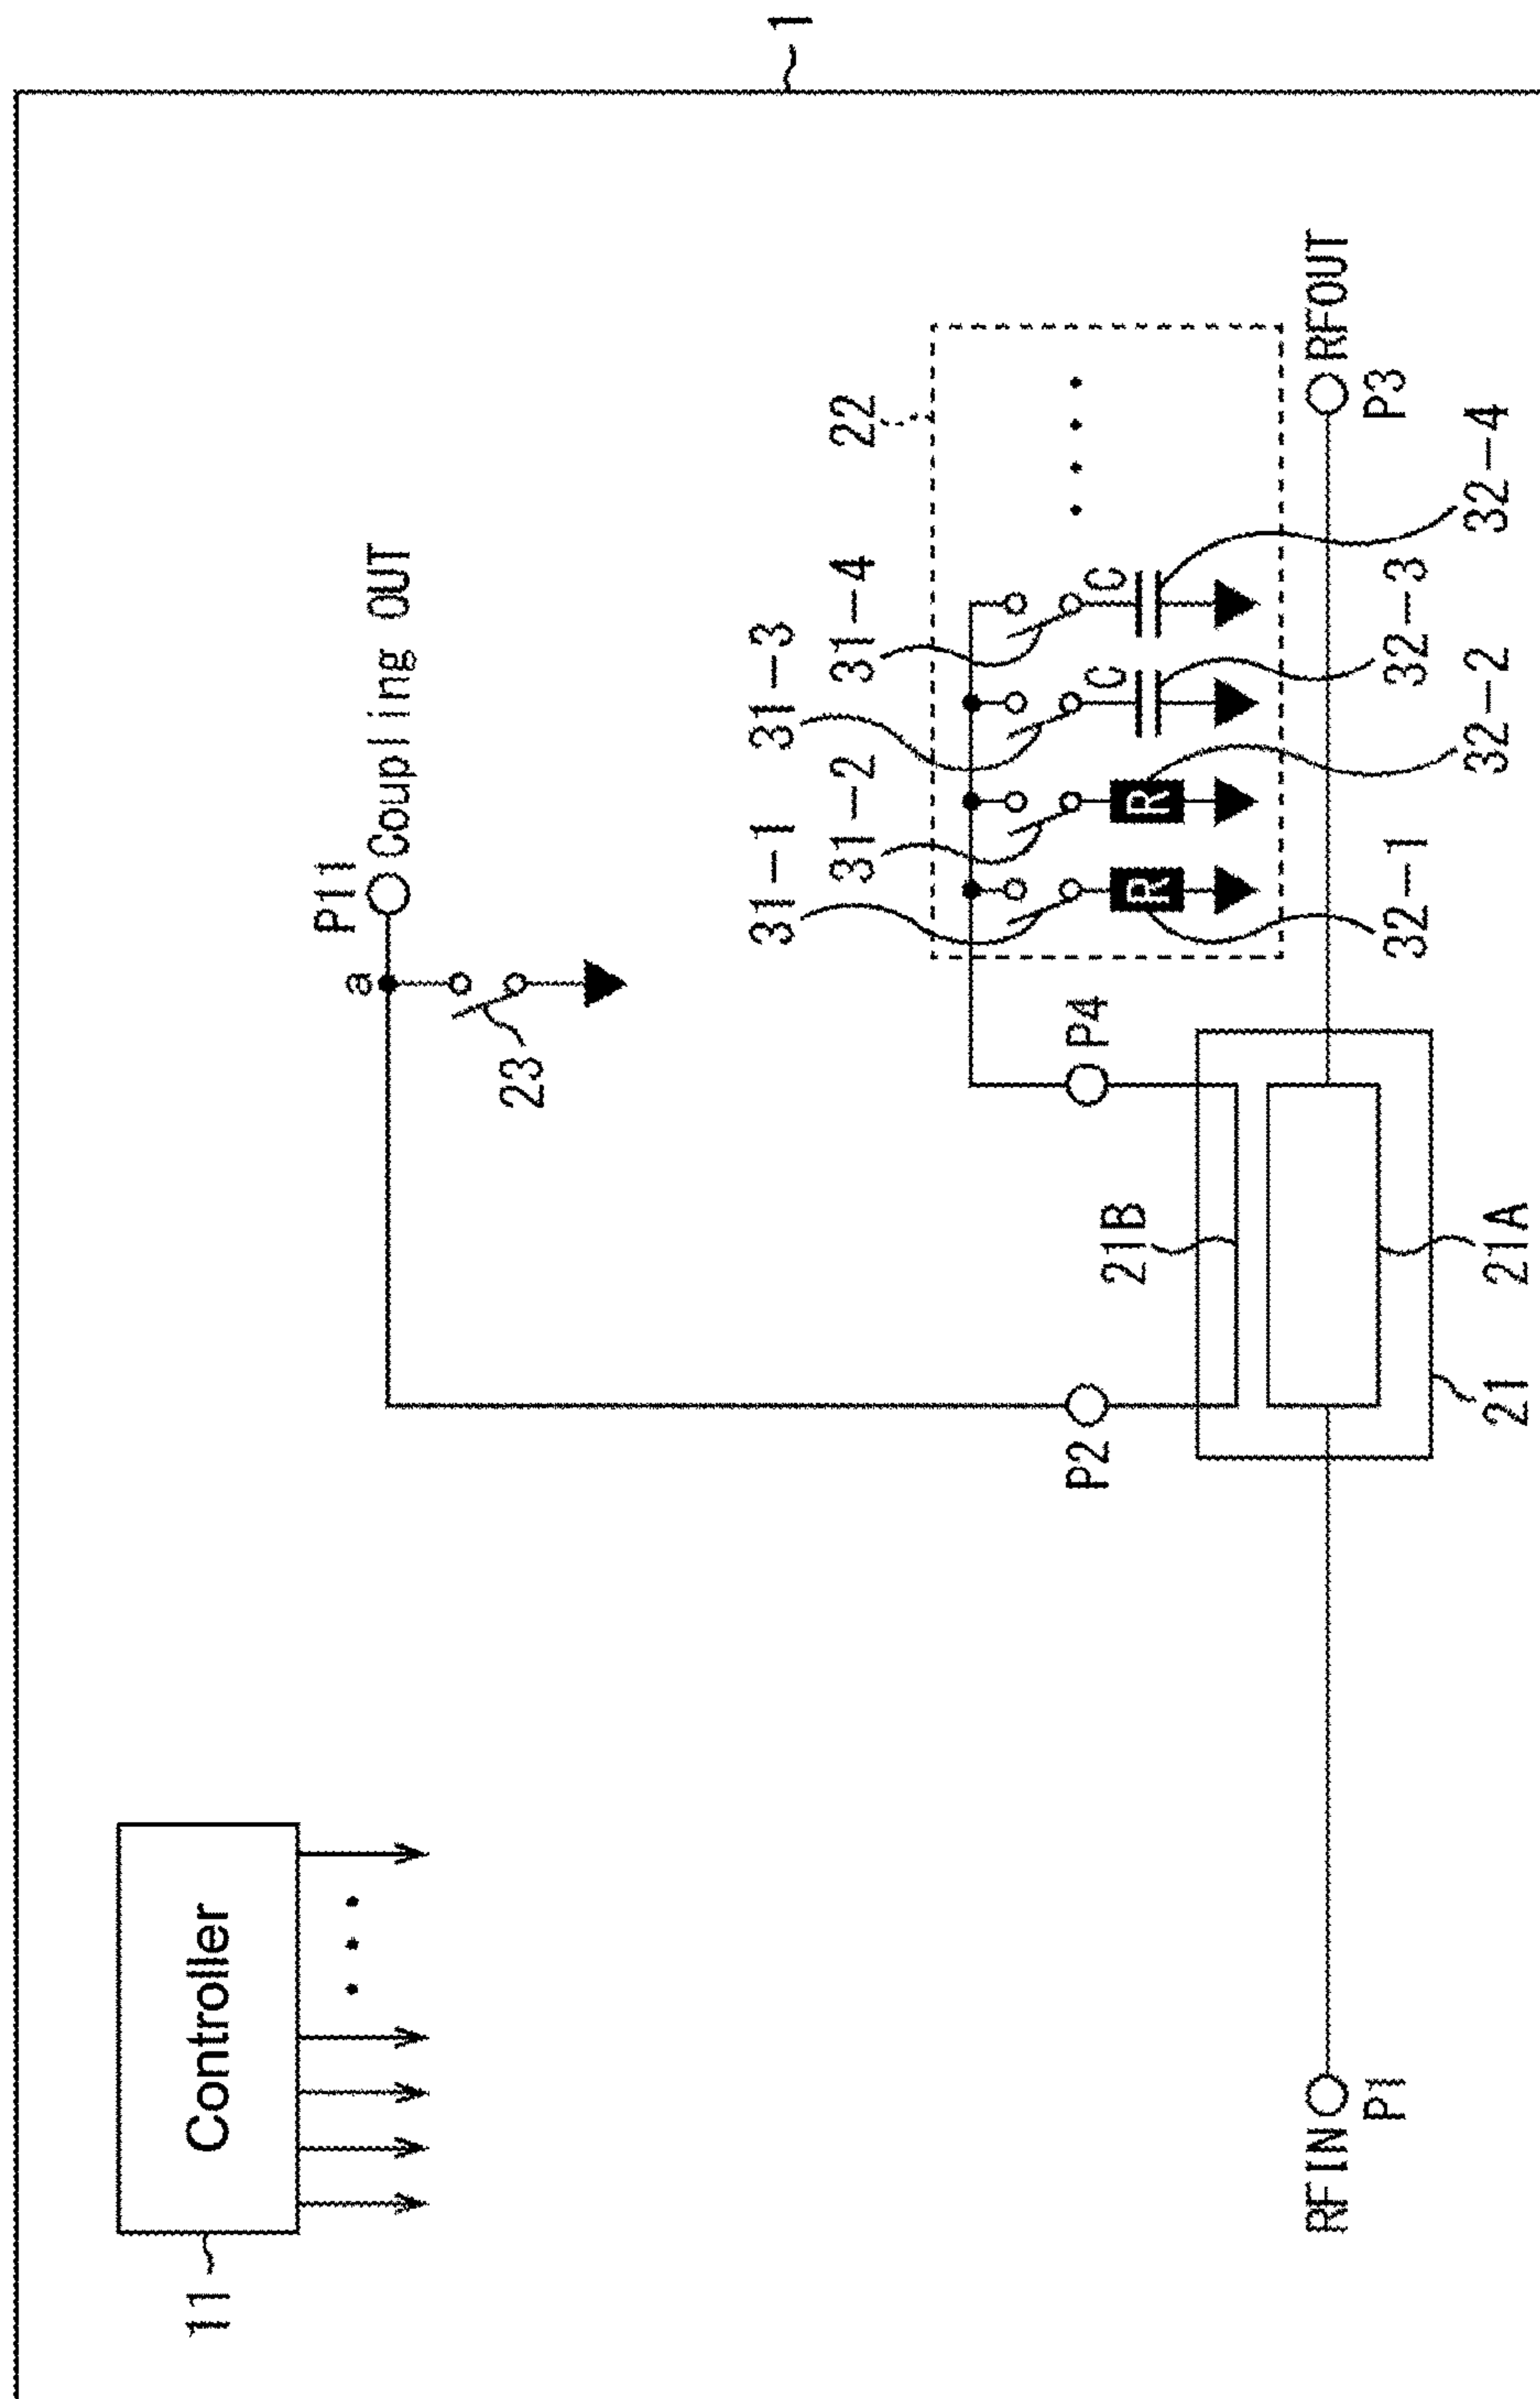 1
11
Controller
P11
Coupling OUT
a
23
22
31-1
31-2
31-3
31-4
R
R
C
C
32-1
32-2
32-3
32-4
P2
P4
21B
21A
21
RFIN
P1
RFOUT
P3